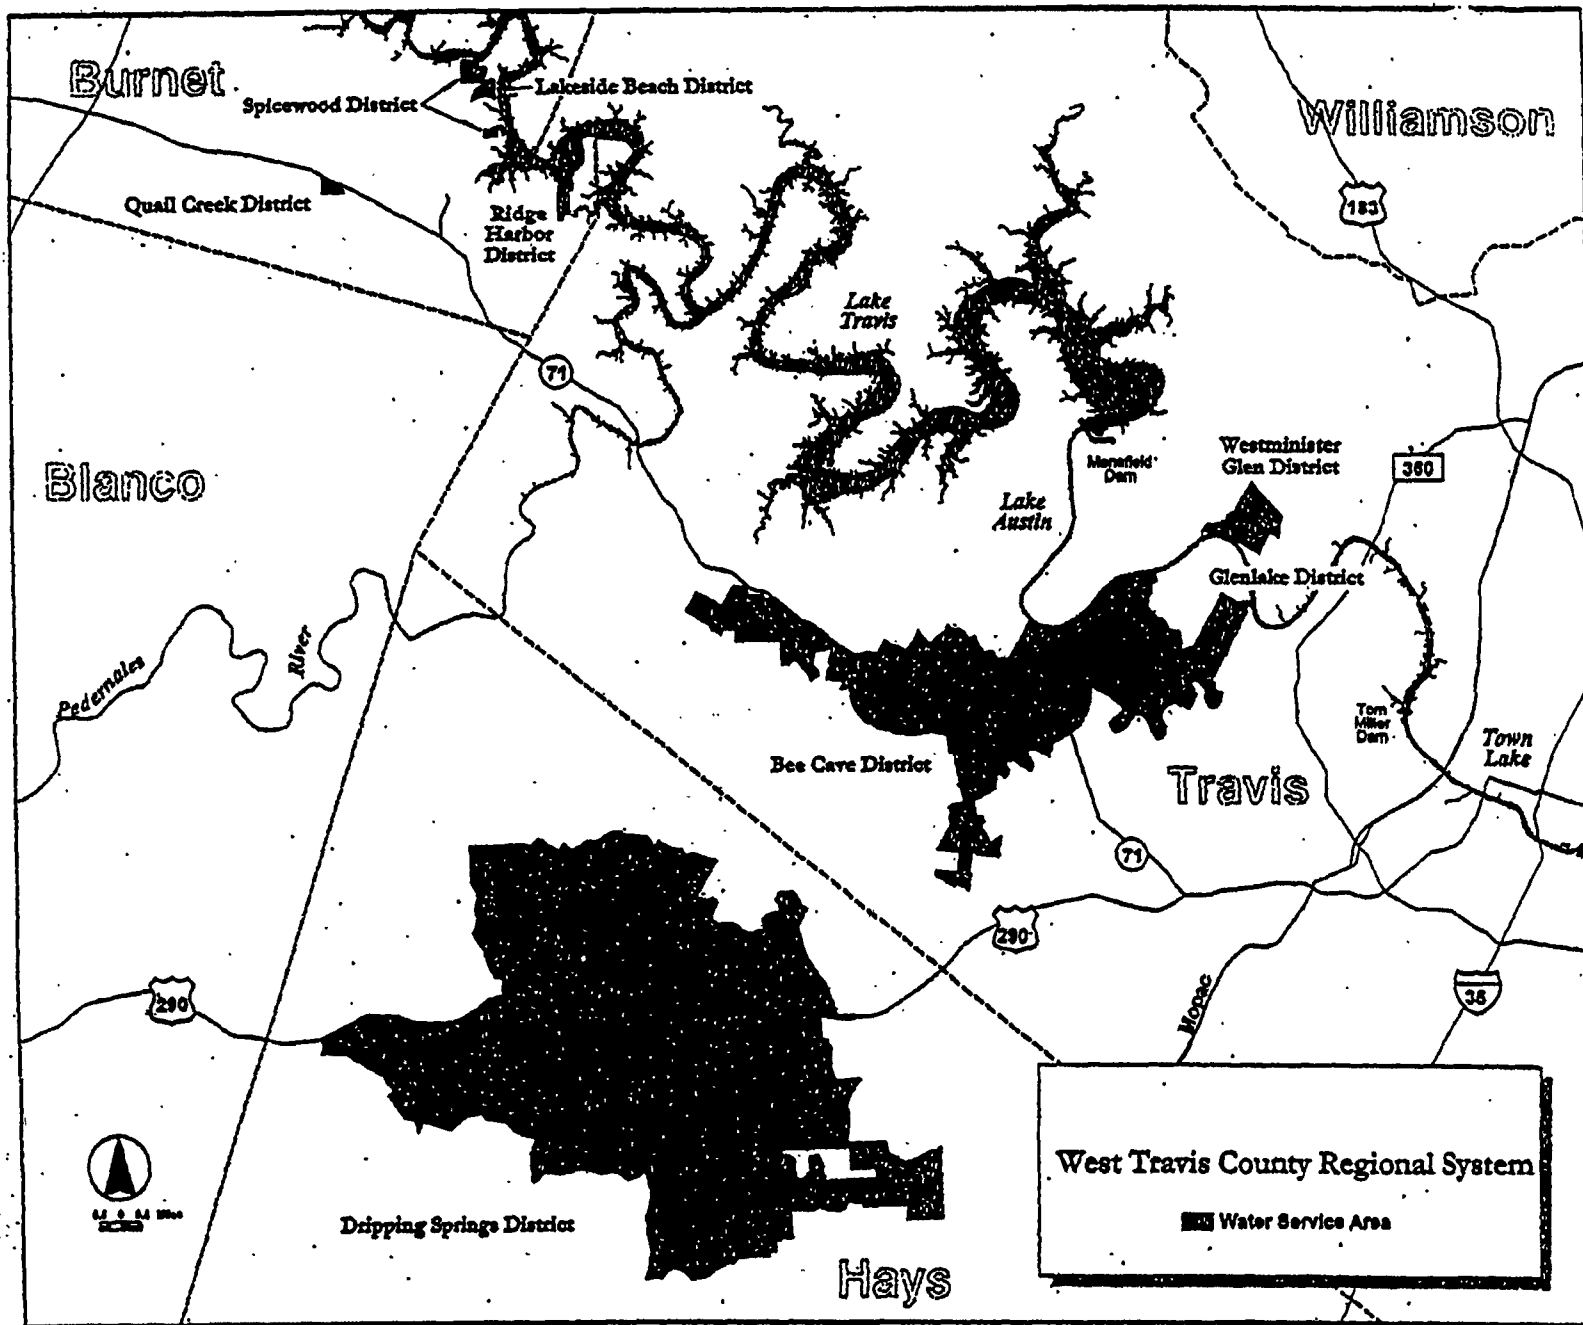 Burnet
Williamson
Spicewood District
Lakeside Beach District
Quail Creek District
Ridge
Harbor
District
183
Lake
Travis
71
Blanco
Westminister
Glen District
360
Mansfield
Dam
Lake
Austin
Glenlake District
Pedernales
River
Tom
Miller
Dam
Town
Lake
Bee Cave District
Travis
71
290
290
Mopac
35
West Travis County Regional System
Water Service Area
Dripping Springs District
Hays